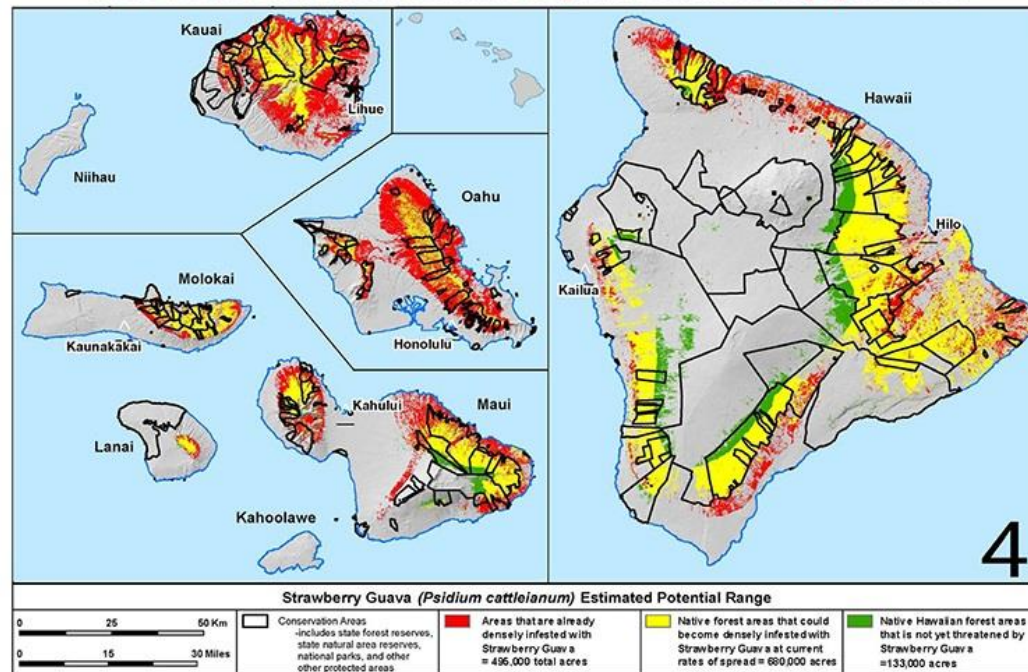 Kauai
Lihue
Niihau
Oahu
Honolulu
Molokai
Kaunakākai
Lanai
Kahului
Maui
Kahoolawe
Hawaii
Hilo
Kailua
4
Strawberry Guava (Psidium cattleianum) Estimated Potential Range
0 25 50 Km
0 15 30 Miles
Conservation Areas
-includes state forest reserves,
state natural area reserves,
national parks, and other
other protected areas
Areas that are already
densely infested with
Strawberry Guava
= 495,000 total acres
Native forest areas that could
become densely infested with
Strawberry Guava at current
rates of spread = 680,000 acres
Native Hawaiian forest areas
that is not yet threatened by
Strawberry Guava
=133,000 acres